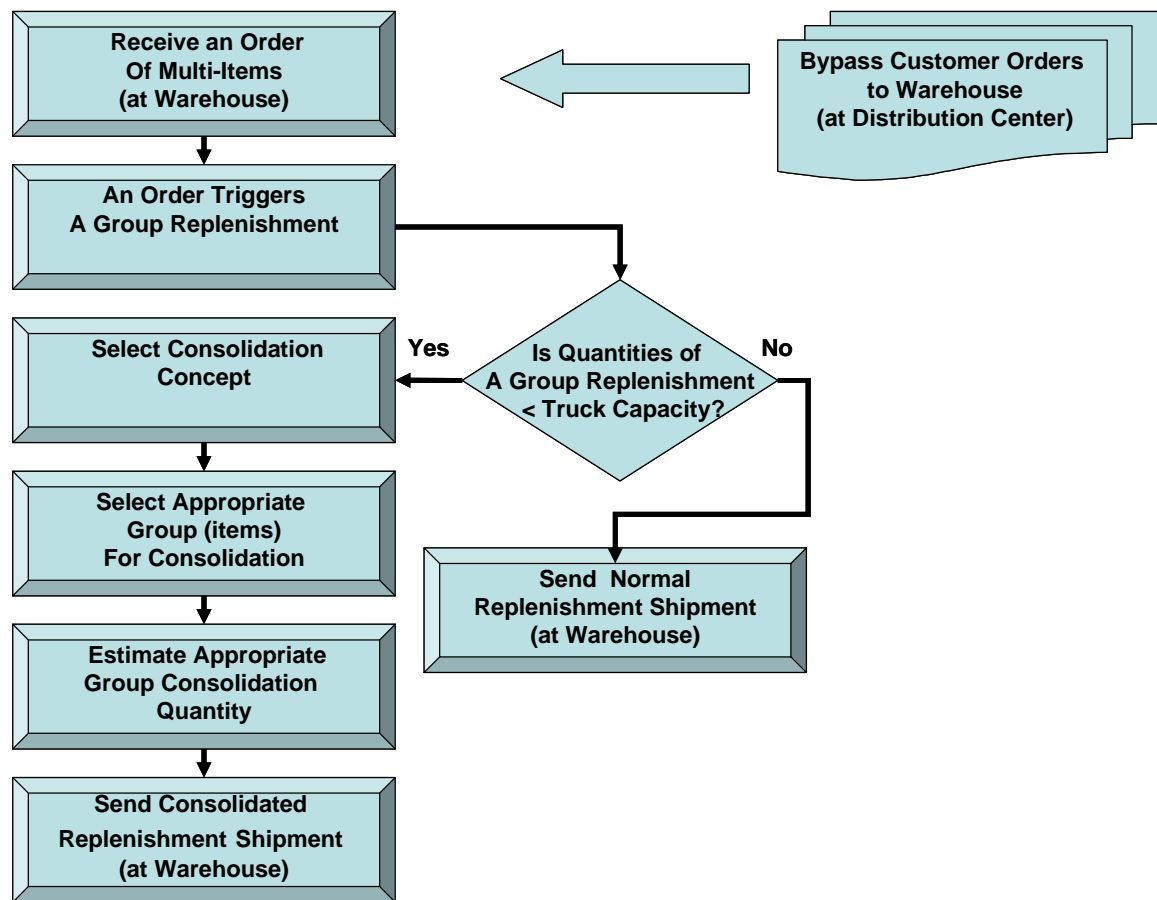 Receive an Order
Of Multi-Items
(at Warehouse)
Bypass Customer Orders
to Warehouse
(at Distribution Center)
An Order Triggers
A Group Replenishment
Is Quantities of
A Group Replenishment
< Truck Capacity?
Yes
No
Select Consolidation
Concept
Select Appropriate
Group (items)
For Consolidation
Send Normal
Replenishment Shipment
(at Warehouse)
Estimate Appropriate
Group Consolidation
Quantity
Send Consolidated
Replenishment Shipment
(at Warehouse)